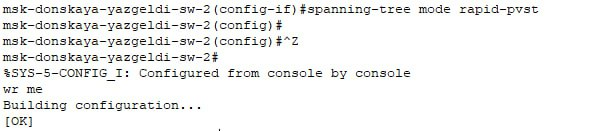 msk-donskaya-yazgeldi-sw-2(config-if)#spanning-tree mode rapid-pvst
msk-donskaya-yazgeldi-sw-2(config)#
msk-donskaya-yazgeldi-sw-2(config)#^Z
msk-donskaya-yazgeldi-sw-2#
%SYS-5-CONFIG_I: Configured from console by console
wr me
Building configuration...
[OK]